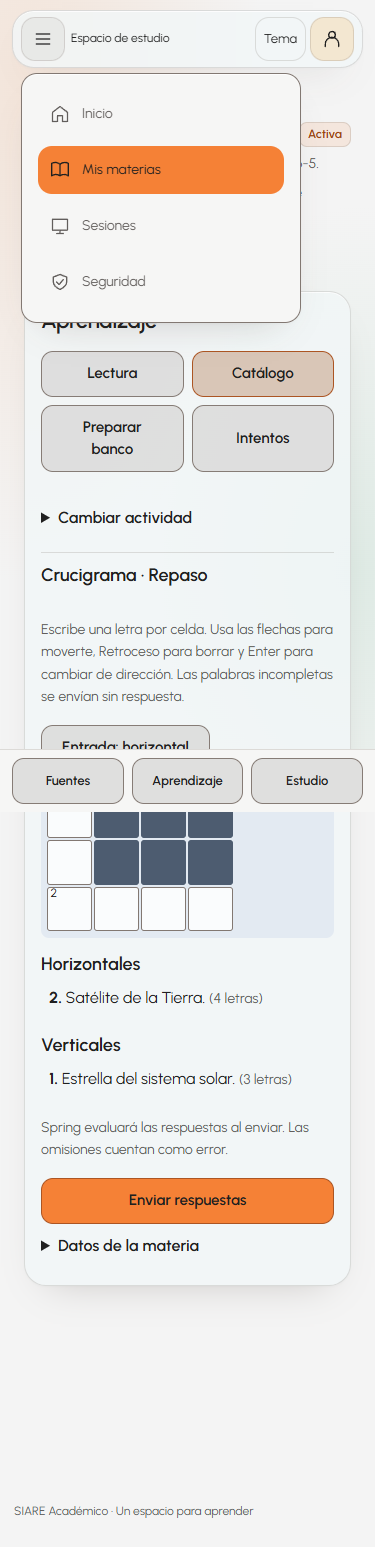 Espacio de estudio
Tema
Inicio
Activa
Mis materias
-5.
Sesiones
Seguridad
Aprendizaje
Lectura
Catálogo
Preparar
banco
Intentos
Cambiar actividad
Crucigrama · Repaso
Escribe una letra por celda. Usa las flechas para
moverte, Retroceso para borrar y Enter para
cambiar de dirección. Las palabras incompletas
se envían sin respuesta.
Entrada: horizontal
Fuentes
Aprendizaje
Estudio
2
Horizontales
2. Satélite de la Tierra. (4 letras)
Verticales
1. Estrella del sistema solar. (3 letras)
Spring evaluará las respuestas al enviar. Las
omisiones cuentan como error.
Enviar respuestas
Datos de la materia
SIARE Académico · Un espacio para aprender